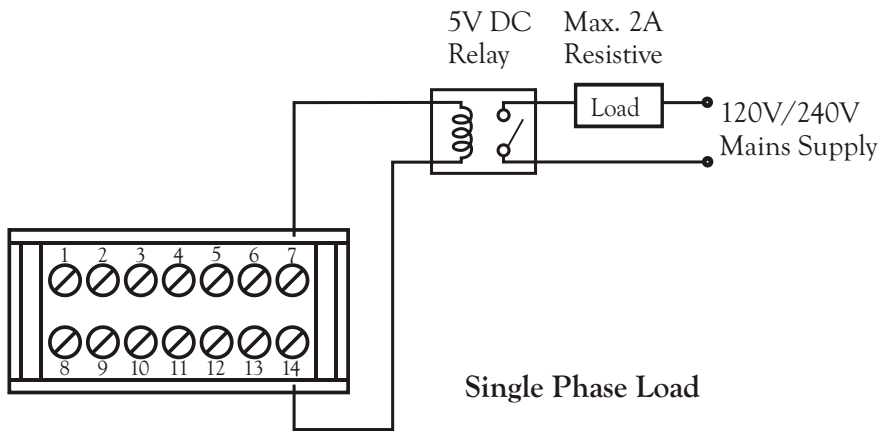 5V DC
Relay
Max. 2A
Resistive
Load
120V/240V
Mains Supply
1 2 3 4 5 6 7
8 9 10 11 12 13 14
Single Phase Load